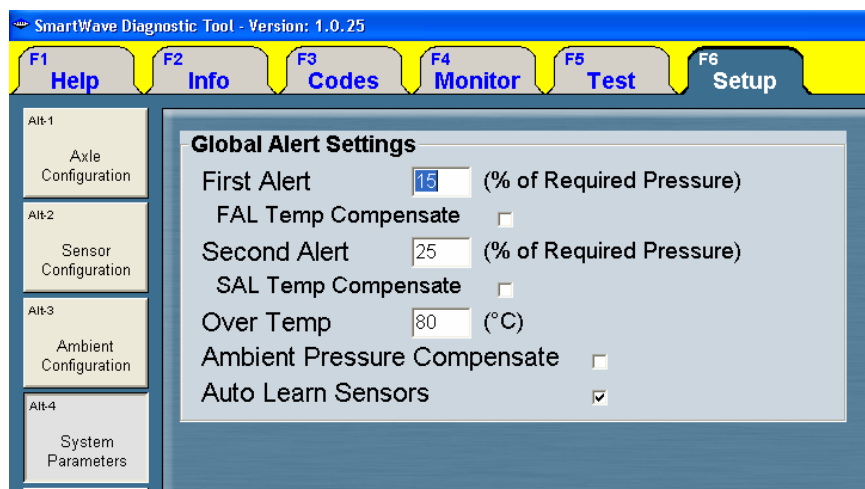 SmartWave Diagnostic Tool - Version: 1.0.25
F1 Help
F2 Info
F3 Codes
F4 Monitor
F5 Test
F6 Setup
Alt-1
Axle
Configuration
Alt-2
Sensor
Configuration
Alt-3
Ambient
Configuration
Alt-4
System
Parameters
Global Alert Settings
First Alert 15 (% of Required Pressure)
FAL Temp Compensate
Second Alert 25 (% of Required Pressure)
SAL Temp Compensate
Over Temp 80 (°C)
Ambient Pressure Compensate
Auto Learn Sensors